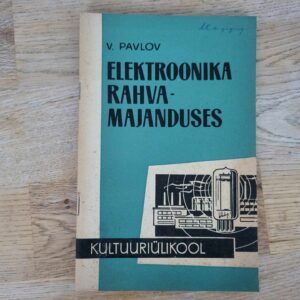 V. PAVLOV
ELEKTROONIKA
RAHVA-
MAJANDUSES
KULTUURIÜLIKOOL